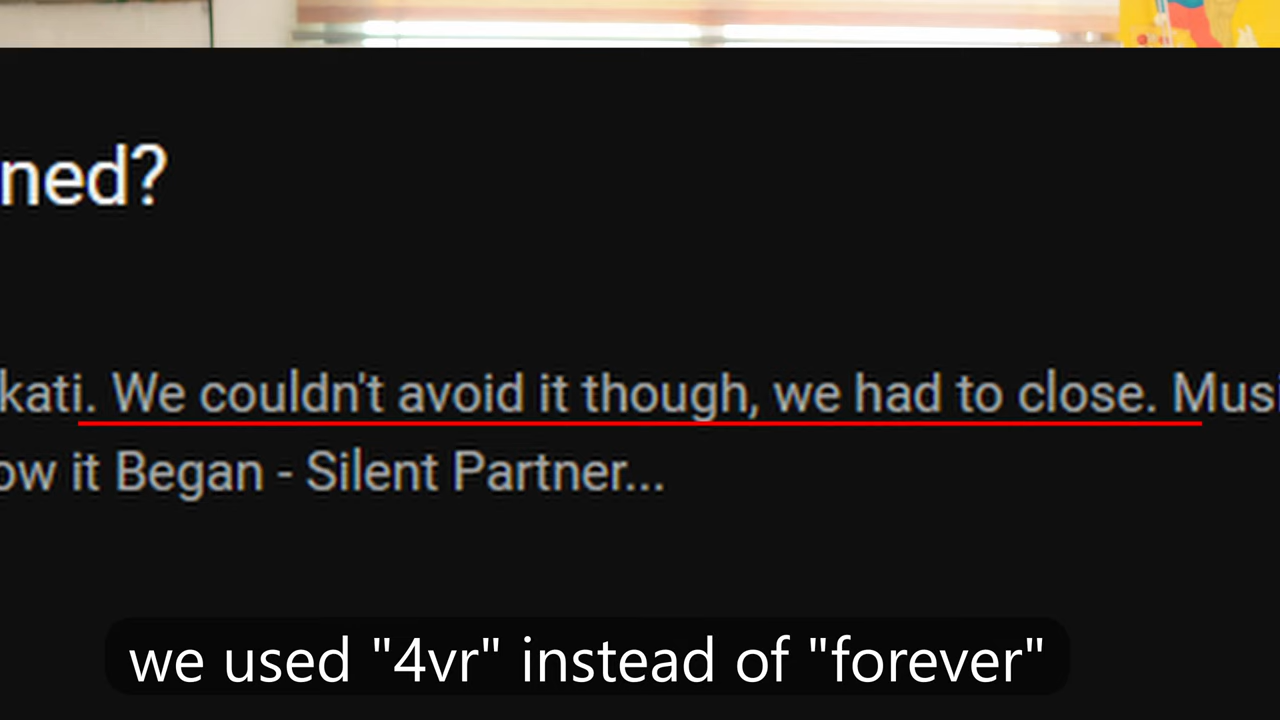 ned?
kati. We couldn't avoid it though, we had to close. Musi
ow it Began - Silent Partner...
we used "4vr" instead of "forever"